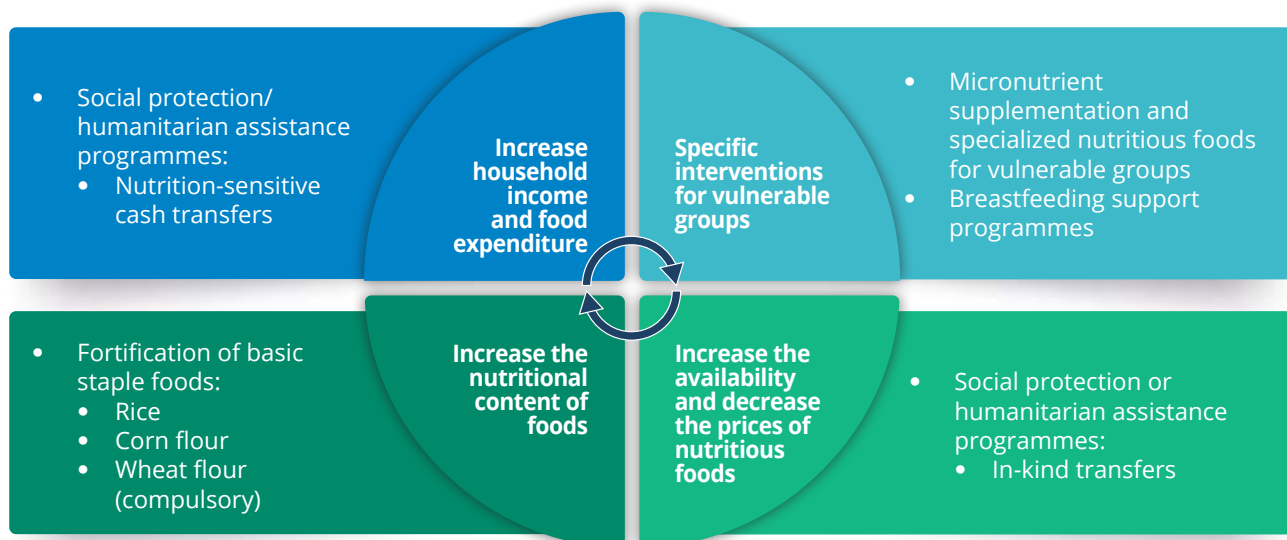 • Social protection/
humanitarian assistance
programmes:
• Nutrition-sensitive
cash transfers
Increase
household
income
and food
expenditure
Specific
interventions
for vulnerable
groups
• Micronutrient
supplementation and
specialized nutritious foods
for vulnerable groups
• Breastfeeding support
programmes
• Fortification of basic
staple foods:
• Rice
• Corn flour
• Wheat flour
(compulsory)
Increase the
nutritional
content of
foods
Increase the
availability
and decrease
the prices of
nutritious
foods
• Social protection or
humanitarian assistance
programmes:
• In-kind transfers